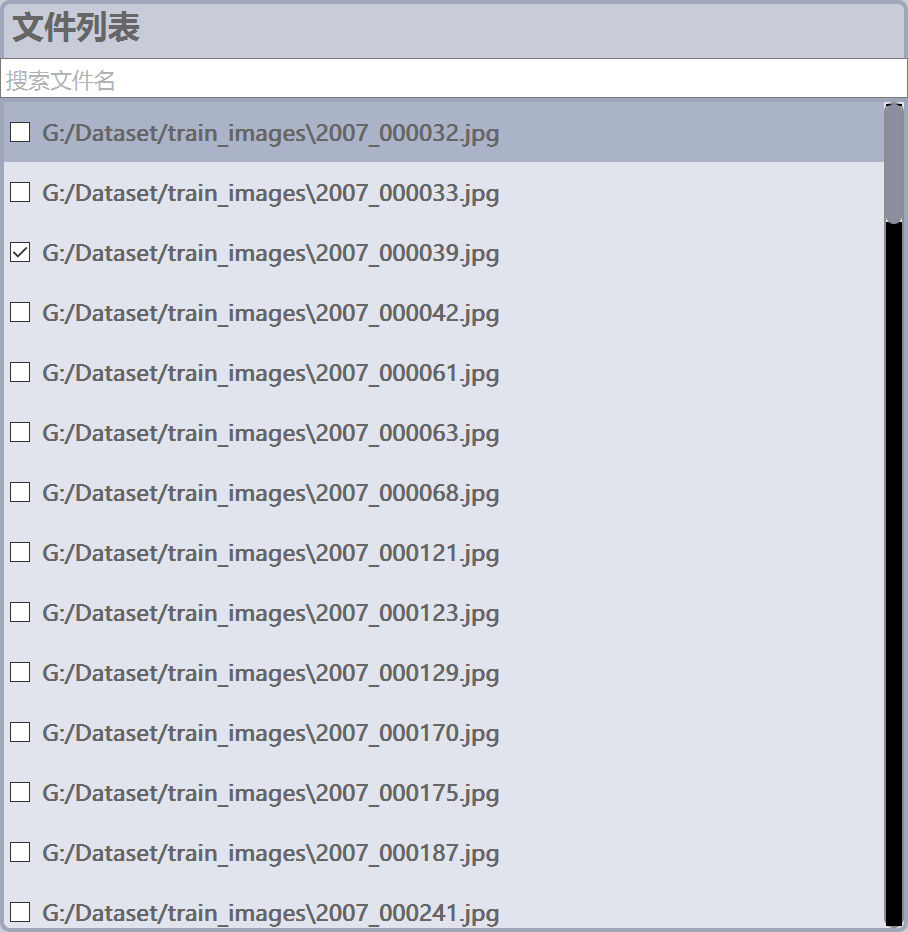 文件列表
搜索文件名
G:/Dataset/train_images\2007_000032.jpg
G:/Dataset/train_images\2007_000033.jpg
G:/Dataset/train_images\2007_000039.jpg
G:/Dataset/train_images\2007_000042.jpg
G:/Dataset/train_images\2007_000061.jpg
G:/Dataset/train_images\2007_000063.jpg
G:/Dataset/train_images\2007_000068.jpg
G:/Dataset/train_images\2007_000121.jpg
G:/Dataset/train_images\2007_000123.jpg
G:/Dataset/train_images\2007_000129.jpg
G:/Dataset/train_images\2007_000170.jpg
G:/Dataset/train_images\2007_000175.jpg
G:/Dataset/train_images\2007_000187.jpg
G:/Dataset/train_images\2007_000241.jpg